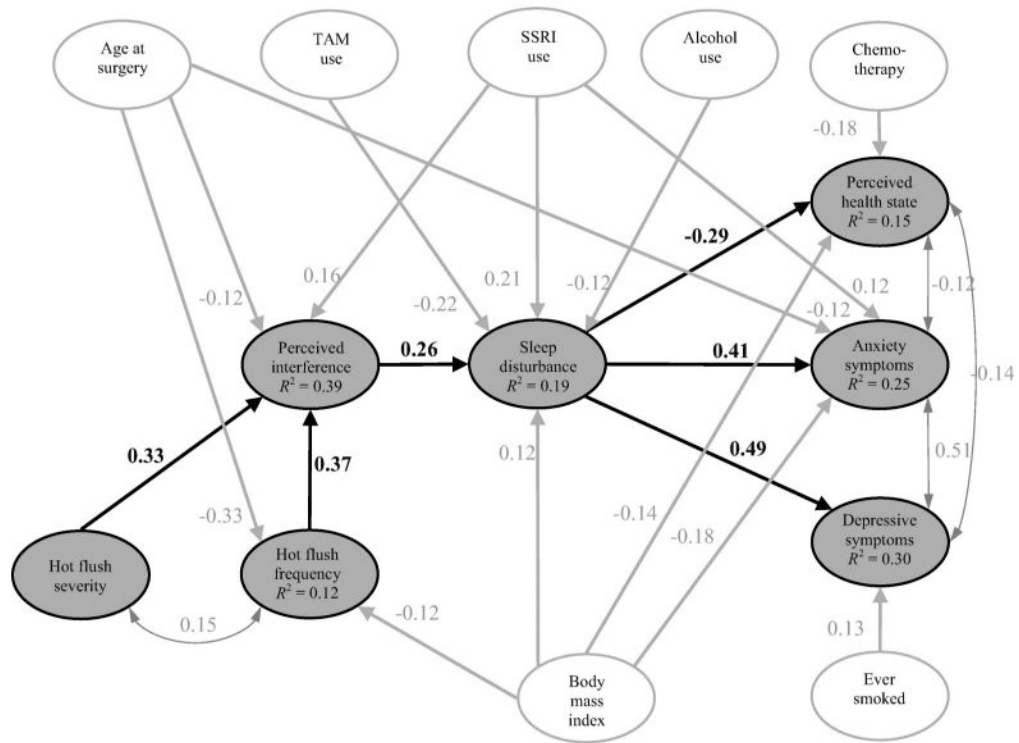 Age at
surgery
TAM
use
SSRI
use
Alcohol
use
Chemo-
therapy
-0.18
Perceived
health state
R² = 0.15
-0.29
0.16
-0.12
-0.22
0.21
-0.12
0.12
-0.12
-0.12
-0.14
Perceived
interference
R² = 0.39
0.26
Sleep
disturbance
R² = 0.19
0.41
Anxiety
symptoms
R² = 0.25
0.33
0.37
0.12
0.49
0.51
-0.33
-0.14
-0.18
Hot flush
severity
Hot flush
frequency
R² = 0.12
Depressive
symptoms
R² = 0.30
0.15
-0.12
0.13
Body
mass
index
Ever
smoked